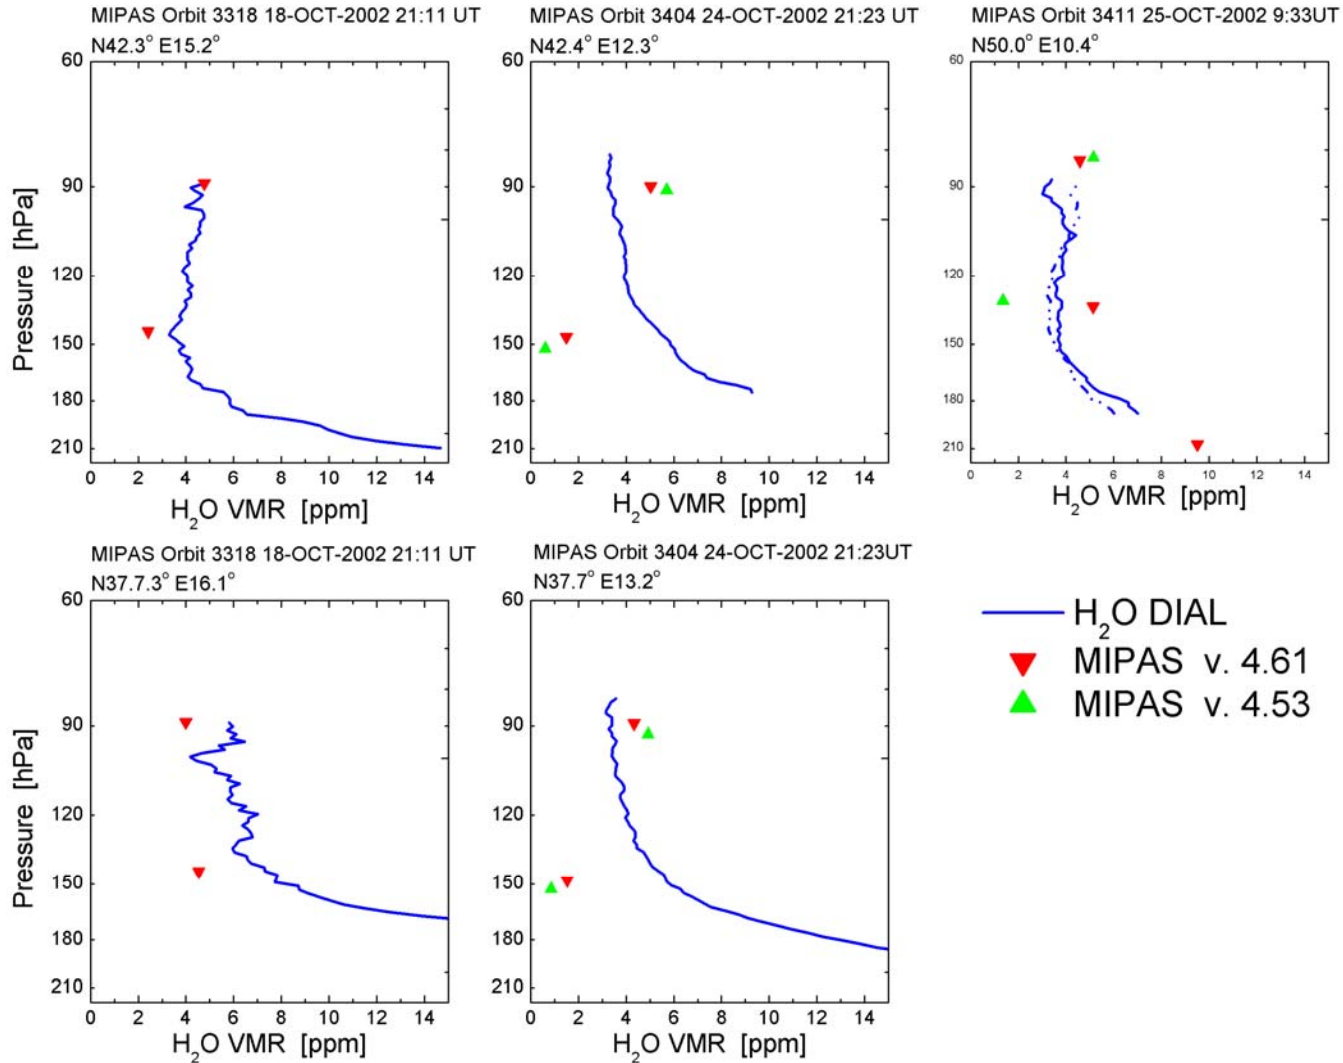 MIPAS Orbit 3318 18-OCT-2002 21:11 UT
N42.3° E15.2°
60
90
120
150
180
210
Pressure [hPa]
0 2 4 6 8 10 12 14
H₂O VMR [ppm]
MIPAS Orbit 3404 24-OCT-2002 21:23 UT
N42.4° E12.3°
60
90
120
150
180
210
0 2 4 6 8 10 12 14
H₂O VMR [ppm]
MIPAS Orbit 3411 25-OCT-2002 9:33UT
N50.0° E10.4°
60
90
120
150
180
210
0 2 4 6 8 10 12 14
H₂O VMR [ppm]
MIPAS Orbit 3318 18-OCT-2002 21:11 UT
N37.7.3° E16.1°
60
90
120
150
180
210
Pressure [hPa]
0 2 4 6 8 10 12 14
H₂O VMR [ppm]
MIPAS Orbit 3404 24-OCT-2002 21:23UT
N37.7° E13.2°
60
90
120
150
180
210
0 2 4 6 8 10 12 14
H₂O VMR [ppm]
H₂O DIAL
MIPAS v. 4.61
MIPAS v. 4.53